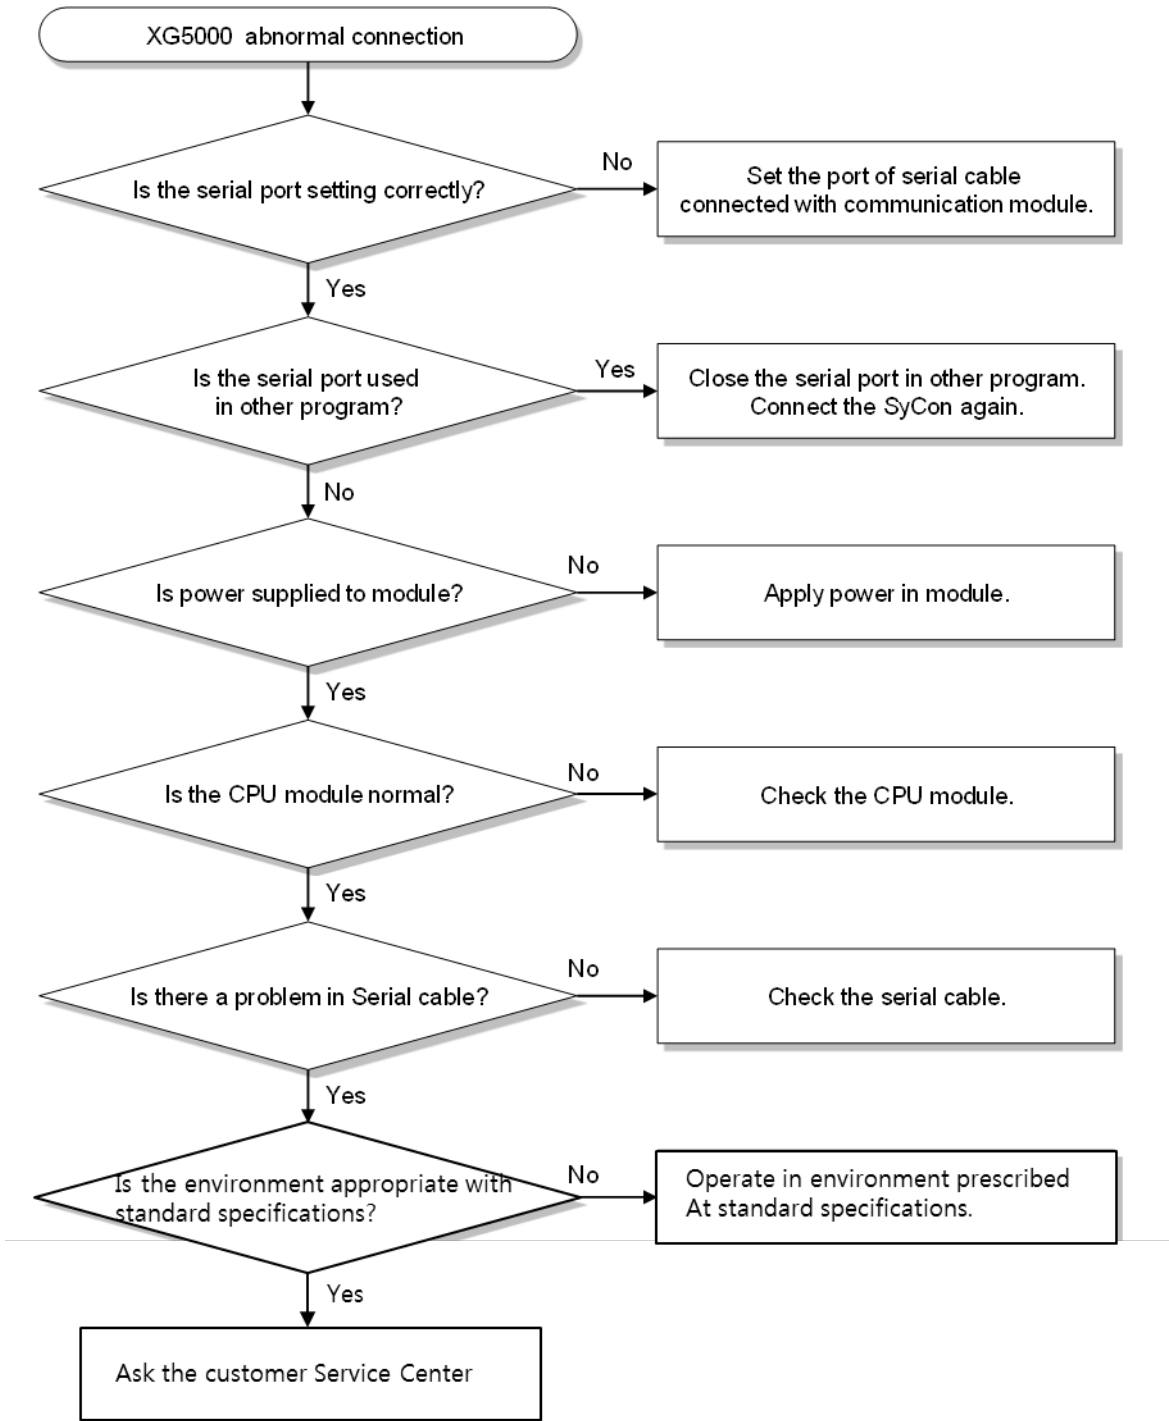 XG5000 abnormal connection
Is the serial port setting correctly?
No
Set the port of serial cable
connected with communication module.
Yes
Is the serial port used
in other program?
Yes
Close the serial port in other program.
Connect the SyCon again.
No
Is power supplied to module?
No
Apply power in module.
Yes
Is the CPU module normal?
No
Check the CPU module.
Yes
Is there a problem in Serial cable?
No
Check the serial cable.
Yes
Is the environment appropriate with
standard specifications?
No
Operate in environment prescribed
At standard specifications.
Yes
Ask the customer Service Center